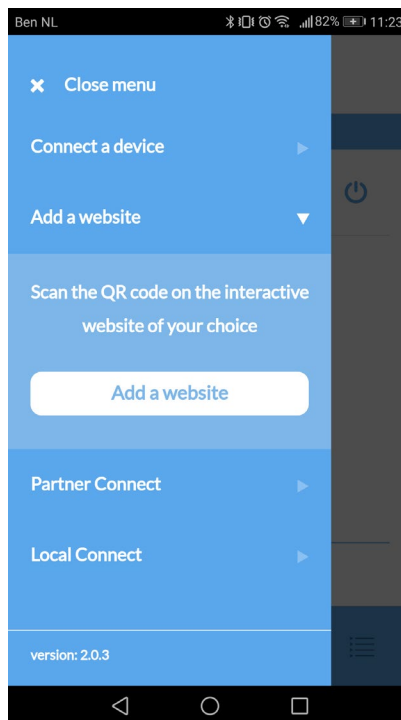 Ben NL 82% 11:23
Close menu
Connect a device
Add a website
Scan the QR code on the interactive
website of your choice
Add a website
Partner Connect
Local Connect
version: 2.0.3